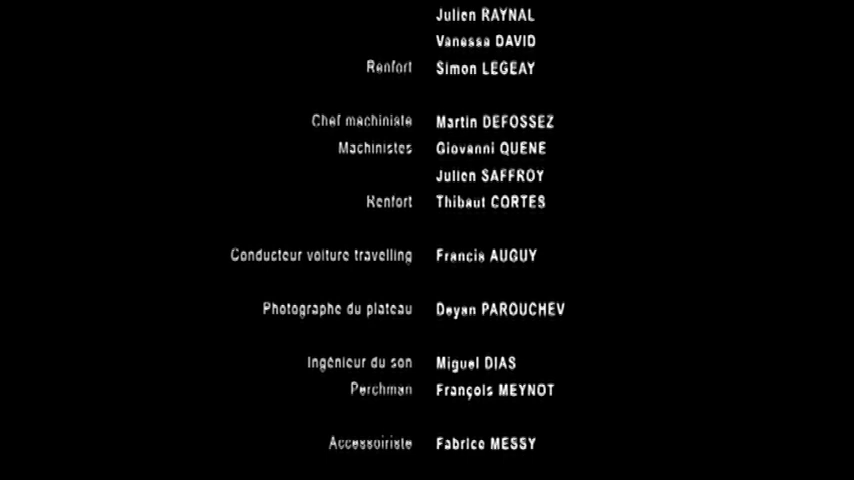 Julien RAYNAL
Vanessa DAVID
Renfort Simon LEGEAY
Chef machiniste Martin DEFOSSEZ
Machinistes Giovanni QUENE
Julien SAFFROY
Renfort Thibaut CORTES
Conducteur voiture travelling Francis AUGUY
Photographe du plateau Deyan PAROUCHEV
Ingénieur du son Miguel DIAS
Perchman François MEYNOT
Accessoiriste Fabrice MESSY